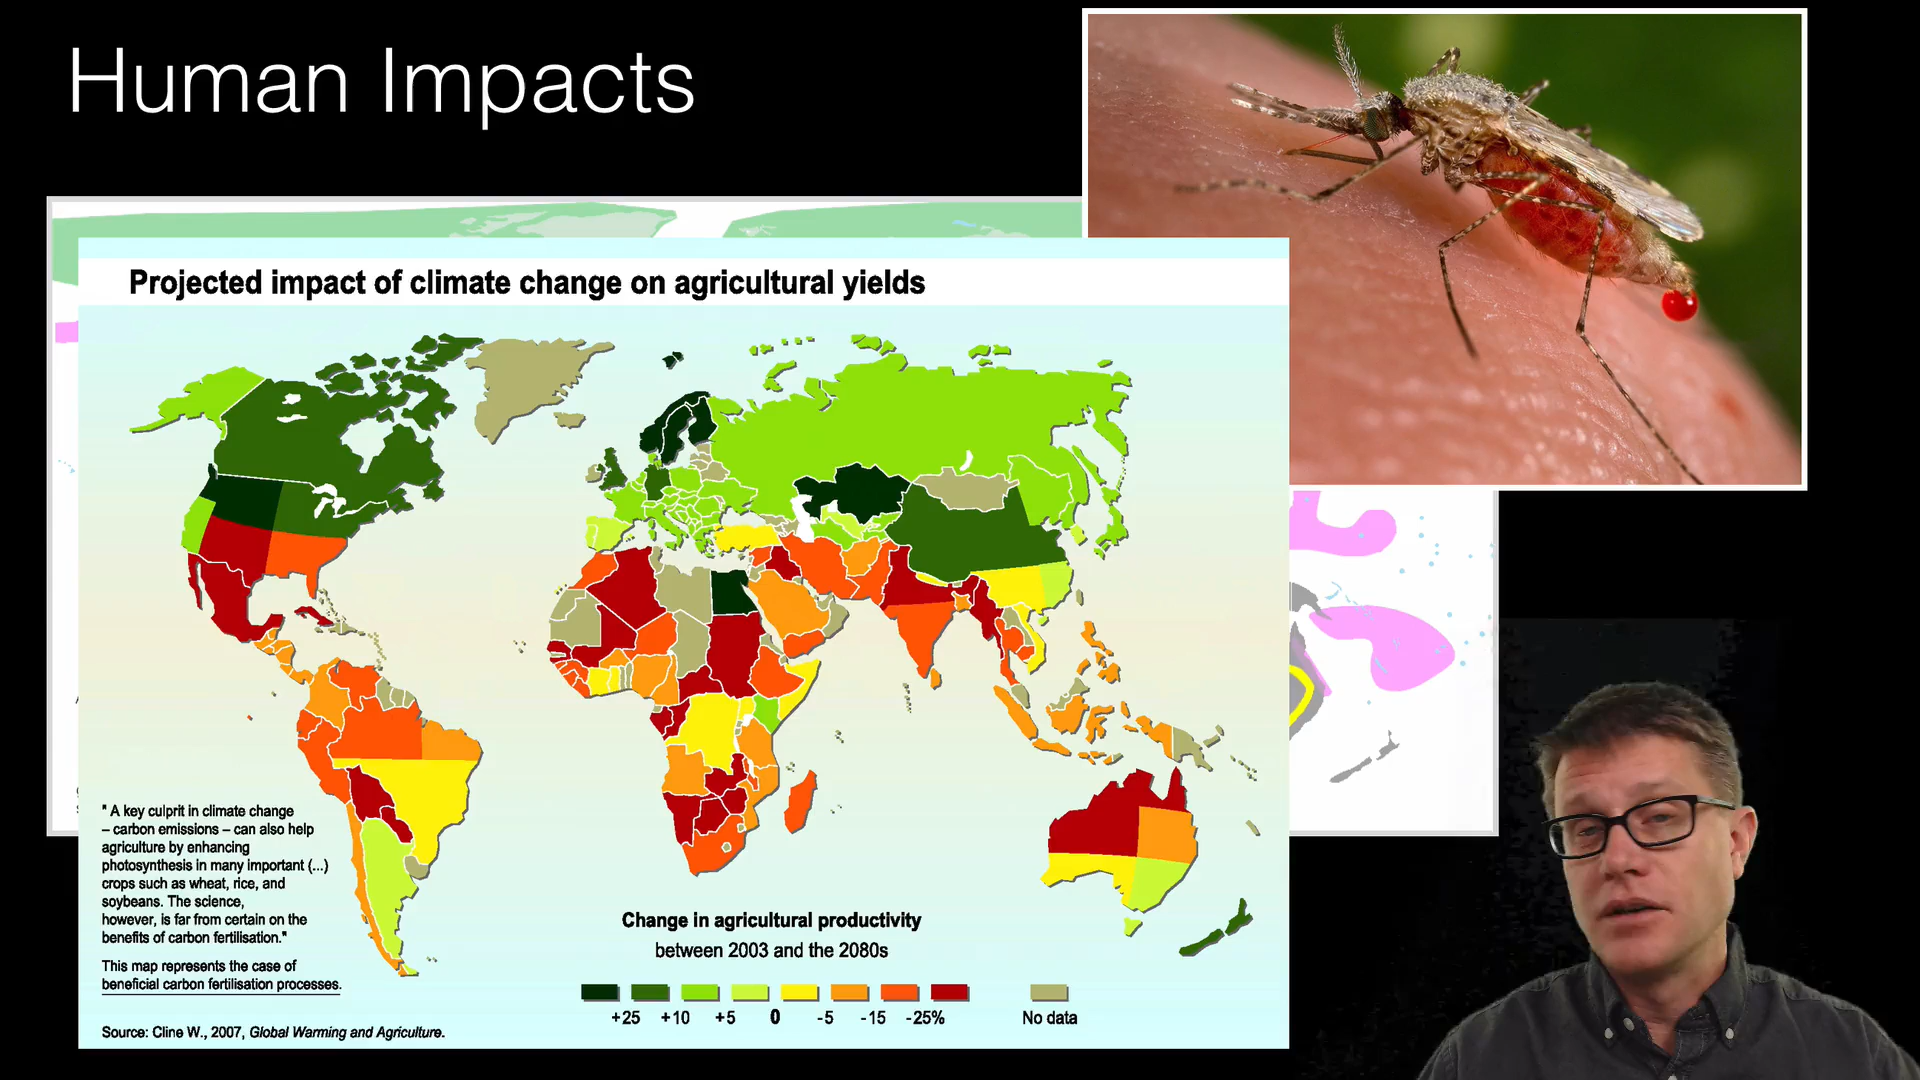 Human Impacts
Projected impact of climate change on agricultural yields
" A key culprit in climate change
– carbon emissions – can also help
agriculture by enhancing
photosynthesis in many important (...)
crops such as wheat, rice, and
soybeans. The science,
however, is far from certain on the
benefits of carbon fertilisation."
This map represents the case of
beneficial carbon fertilisation processes.
Source: Cline W., 2007, Global Warming and Agriculture.
Change in agricultural productivity
between 2003 and the 2080s
+25 +10 +5 0 -5 -15 -25% No data